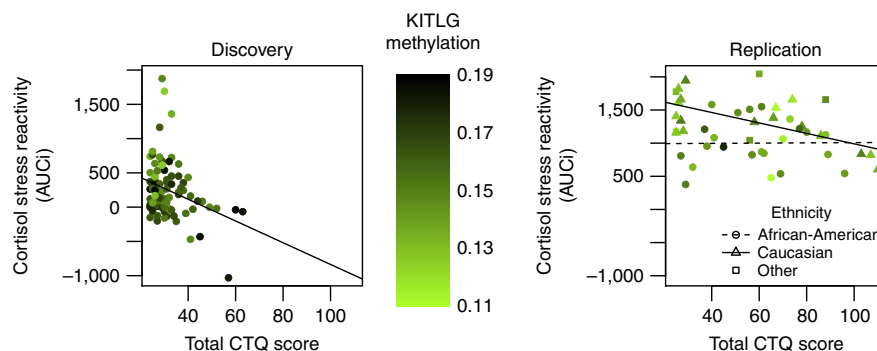 KITLG
methylation
Discovery
Cortisol stress reactivity
(AUCi)
1,500
500
0
−1,000
40 60 80 100
Total CTQ score
0.19
0.17
0.15
0.13
0.11
Replication
Cortisol stress reactivity
(AUCi)
1,500
500
−1,000
Ethnicity
African-American
Caucasian
Other
40 60 80 100
Total CTQ score